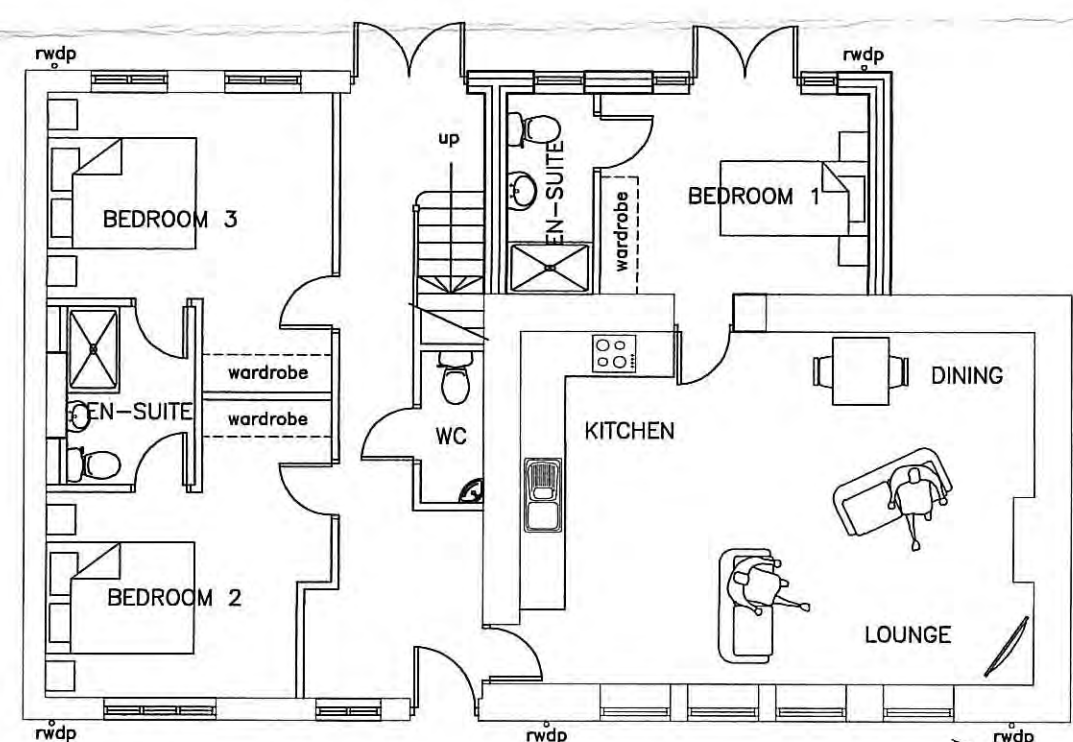 rwdp
rwdp
up
EN-SUITE
BEDROOM 3
BEDROOM 1
wardrobe
wardrobe
DINING
EN-SUITE
wardrobe
WC
KITCHEN
BEDROOM 2
LOUNGE
rwdp
rwdp
rwdp